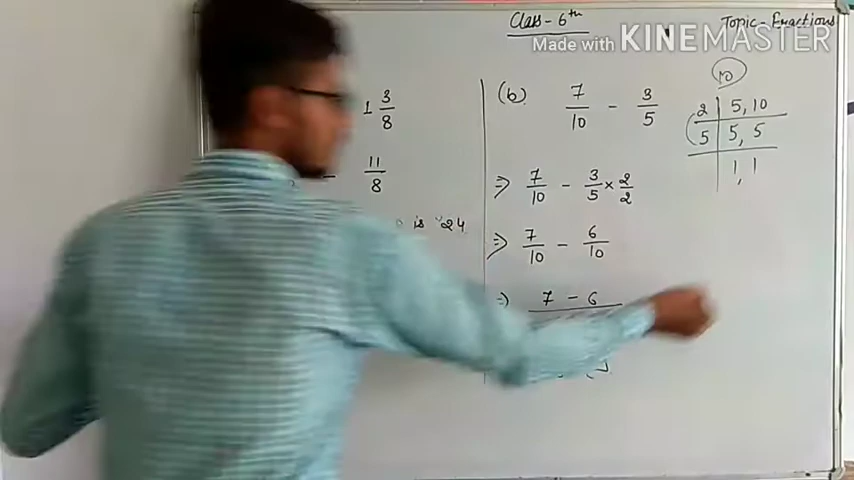 Class - 6th Topic - Fractions
Made with KINEMASTER
1 3/8
11/8
is 24
(b) 7/10 - 3/5
⇒ 7/10 - 3/5 × 2/2
⇒ 7/10 - 6/10
⇒ 7 - 6
10
2 | 5, 10
5 | 5, 5
1, 1